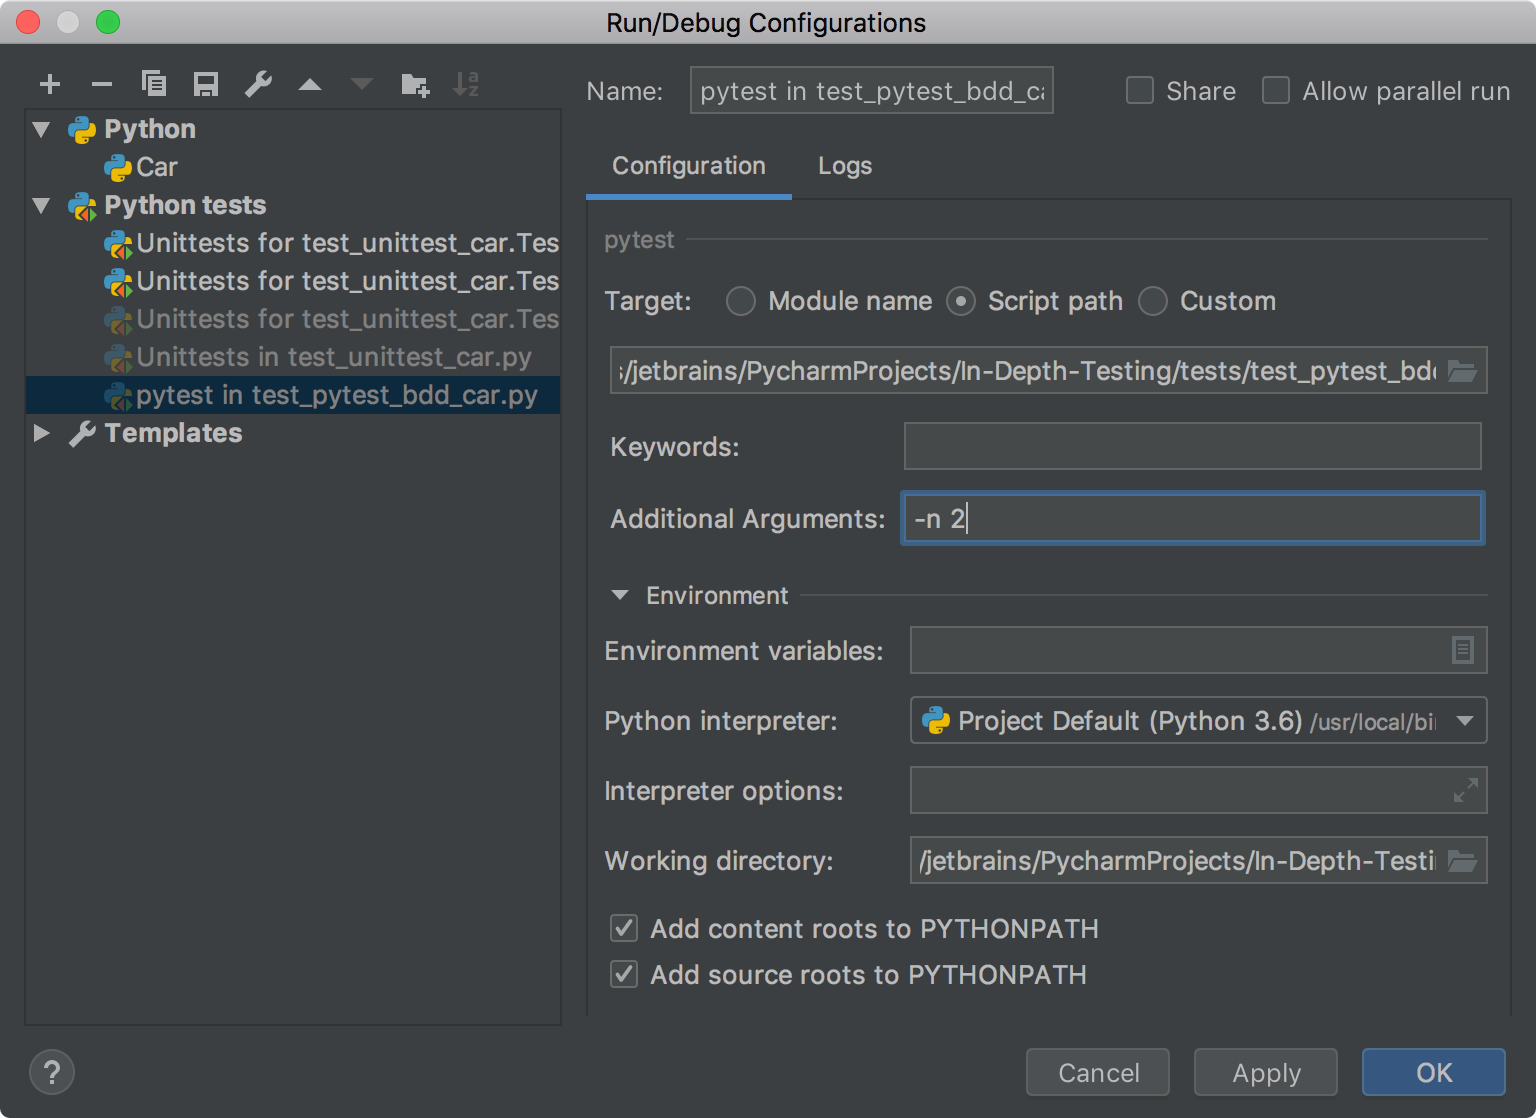 Run/Debug Configurations
Name: pytest in test_pytest_bdd_ca Share Allow parallel run
Python
Car
Python tests
Unittests for test_unittest_car.Tes
Unittests for test_unittest_car.Tes
Unittests for test_unittest_car.Tes
Unittests in test_unittest_car.py
pytest in test_pytest_bdd_car.py
Templates
Configuration Logs
pytest
Target: Module name Script path Custom
/jetbrains/PycharmProjects/In-Depth-Testing/tests/test_pytest_bd
Keywords:
Additional Arguments: -n 2
Environment
Environment variables:
Python interpreter: Project Default (Python 3.6) /usr/local/bi
Interpreter options:
Working directory: /jetbrains/PycharmProjects/In-Depth-Testi
Add content roots to PYTHONPATH
Add source roots to PYTHONPATH
? Cancel Apply OK